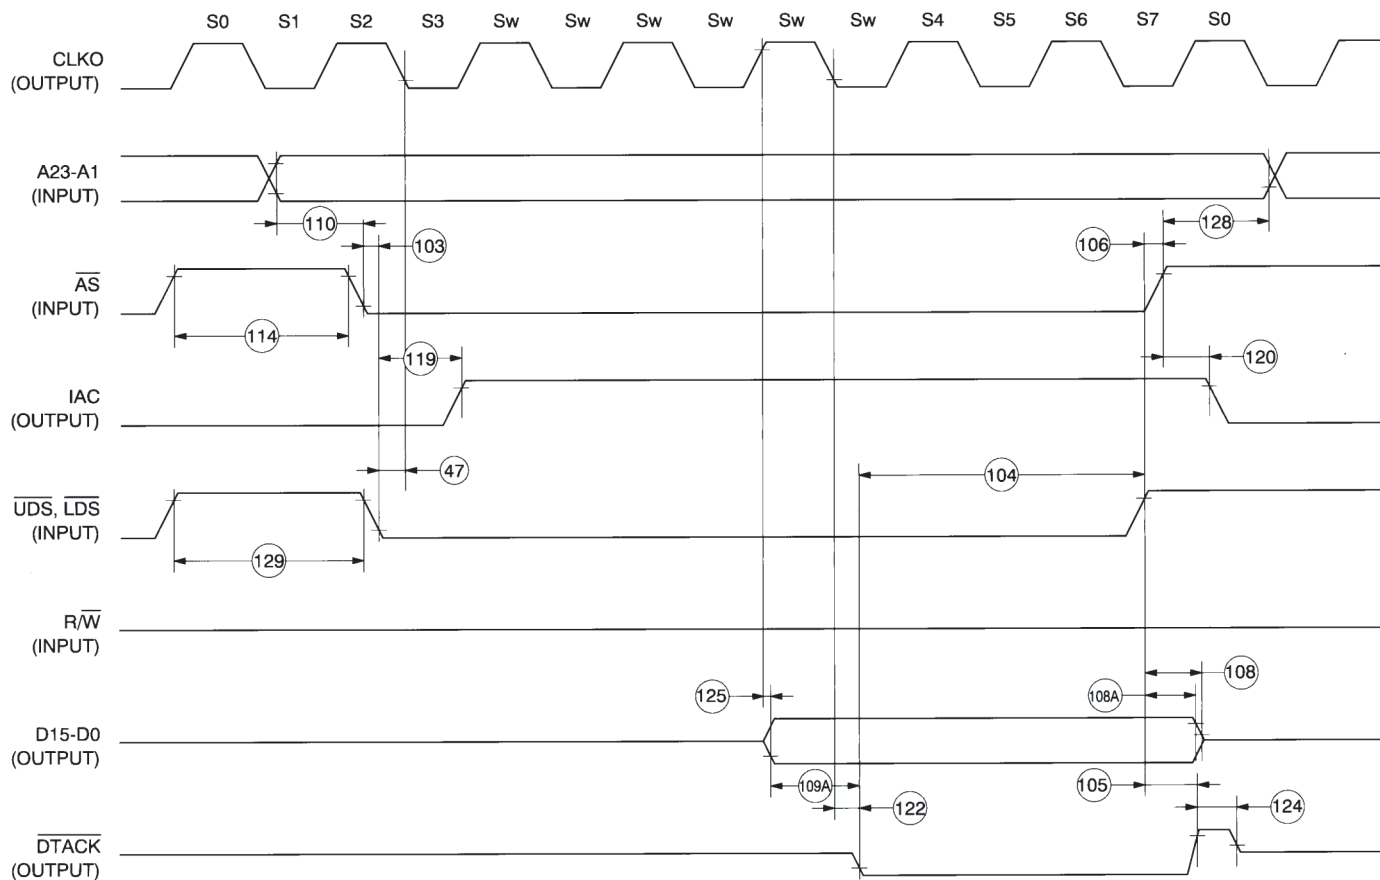 S0 S1 S2 S3 Sw Sw Sw Sw Sw Sw S4 S5 S6 S7 S0
CLKO
(OUTPUT)
A23-A1
(INPUT)
110
103
128
106
AS
(INPUT)
114
119
120
IAC
(OUTPUT)
47
104
UDS, LDS
(INPUT)
129
R/W
(INPUT)
125
108
108A
D15-D0
(OUTPUT)
109A
122
105
124
DTACK
(OUTPUT)